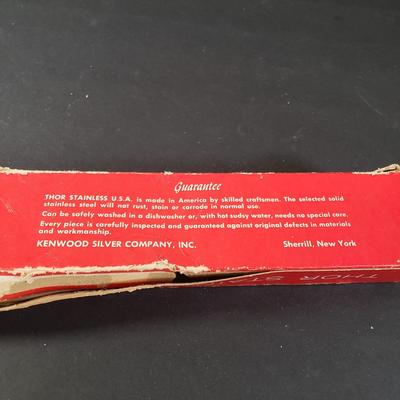 Guarantee
THOR STAINLESS U.S.A. is made in America by skilled craftsmen. The selected solid
stainless steel will not rust, stain or corrode in normal use.
Can be safely washed in a dishwasher or, with hot sudsy water, needs no special care.
Every piece is carefully inspected and guaranteed against original defects in materials
and workmanship.
KENWOOD SILVER COMPANY, INC. Sherrill, New York
THOR